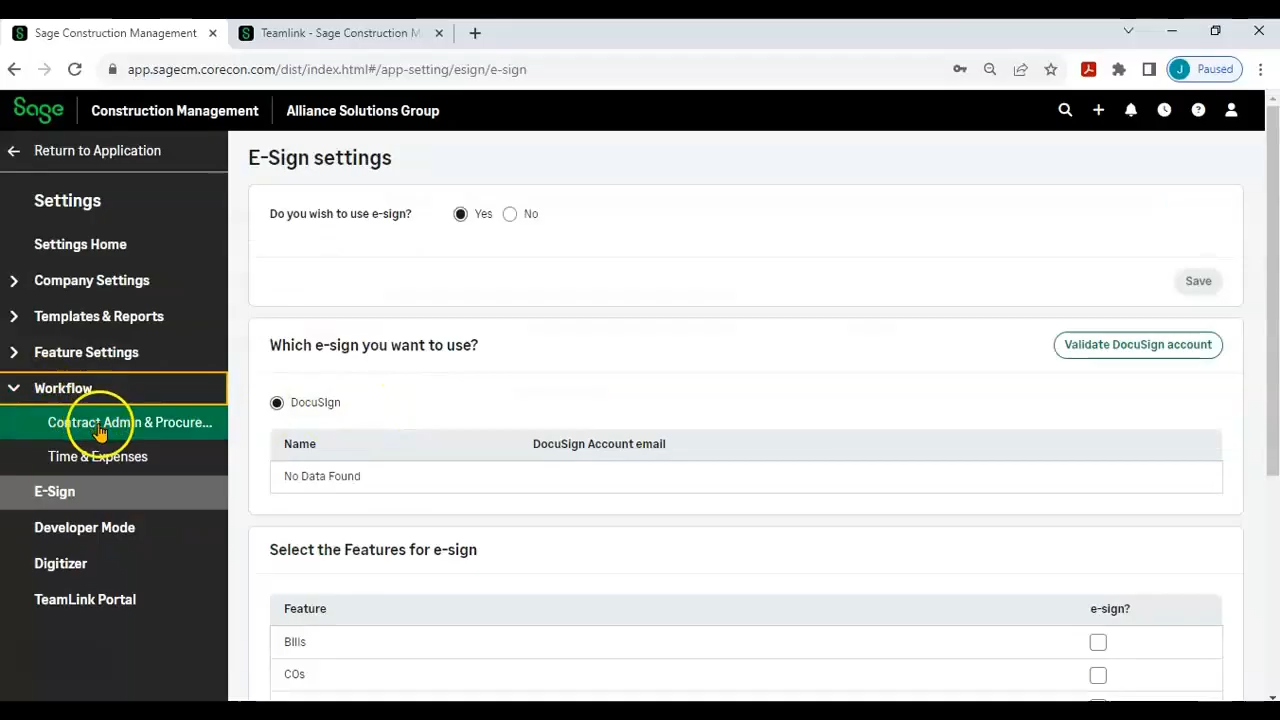 Sage Construction Management
Teamlink - Sage Construction M
app.sagecm.corecon.com/dist/index.html#/app-setting/esign/e-sign
J Paused
Sage Construction Management Alliance Solutions Group
Return to Application
Settings
Settings Home
Company Settings
Templates & Reports
Feature Settings
Workflow
Contract Admin & Procure...
Time & Expenses
E-Sign
Developer Mode
Digitizer
TeamLink Portal
E-Sign settings
Do you wish to use e-sign? Yes No
Save
Which e-sign you want to use? Validate DocuSign account
DocuSIgn
Name DocuSign Account email
No Data Found
Select the Features for e-sign
Feature e-sign?
Bills
COs